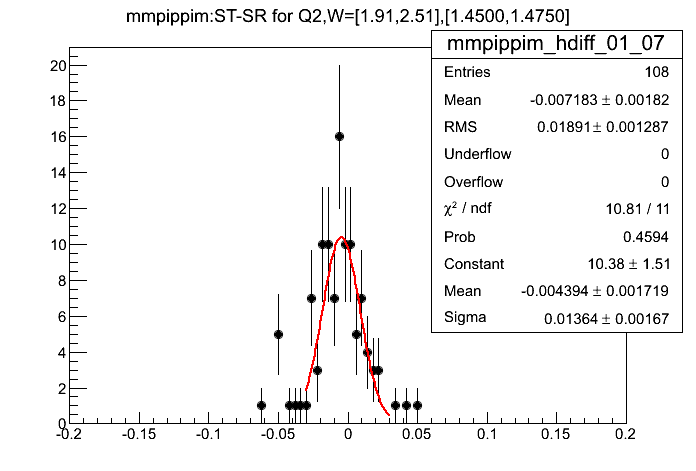 mmpippim:ST-SR for Q2,W=[1.91,2.51],[1.4500,1.4750]
mmpippim_hdiff_01_07
Entries 108
Mean -0.007183 ± 0.00182
RMS 0.01891 ± 0.001287
Underflow 0
Overflow 0
χ² / ndf 10.81 / 11
Prob 0.4594
Constant 10.38 ± 1.51
Mean -0.004394 ± 0.001719
Sigma 0.01364 ± 0.00167
20
18
16
14
12
10
8
6
4
2
0
-0.2 -0.15 -0.1 -0.05 0 0.05 0.1 0.15 0.2